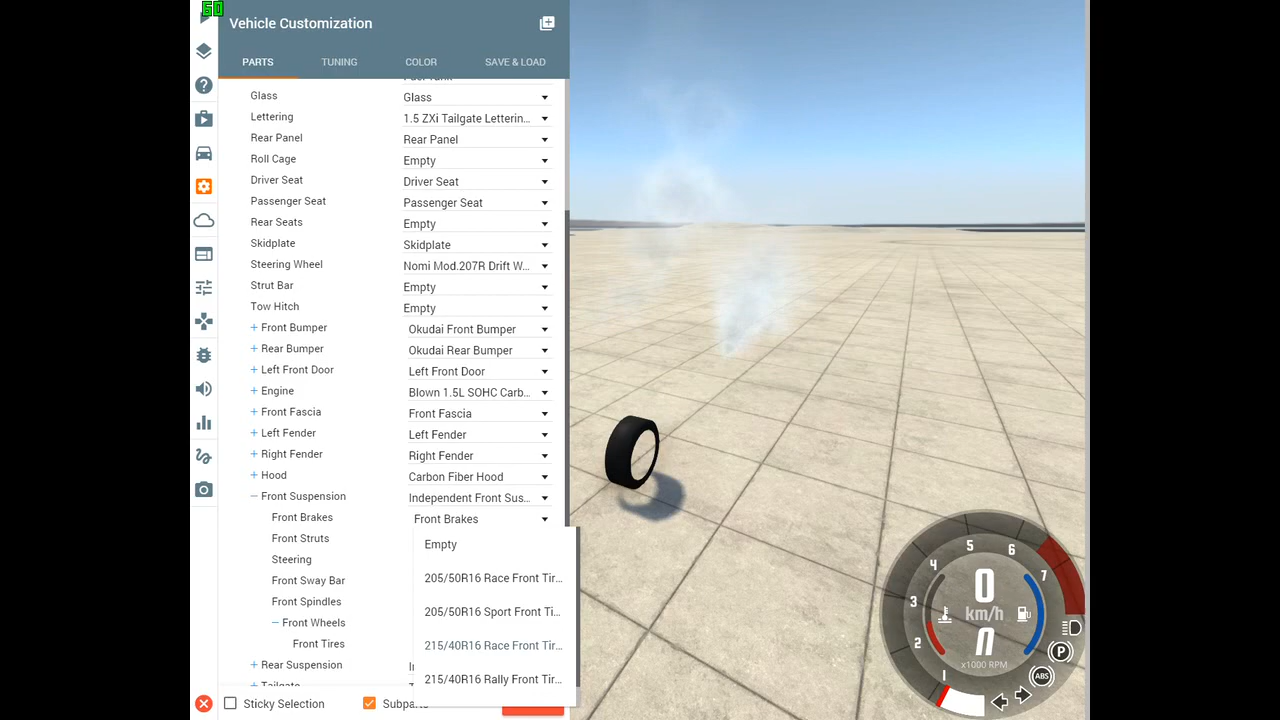 60
Vehicle Customization
PARTS TUNING COLOR SAVE & LOAD
Glass Glass
Lettering 1.5 ZXi Tailgate Letterin...
Rear Panel Rear Panel
Roll Cage Empty
Driver Seat Driver Seat
Passenger Seat Passenger Seat
Rear Seats Empty
Skidplate Skidplate
Steering Wheel Nomi Mod.207R Drift W...
Strut Bar Empty
Tow Hitch Empty
+ Front Bumper Okudai Front Bumper
+ Rear Bumper Okudai Rear Bumper
+ Left Front Door Left Front Door
+ Engine Blown 1.5L SOHC Carb...
+ Front Fascia Front Fascia
+ Left Fender Left Fender
+ Right Fender Right Fender
+ Hood Carbon Fiber Hood
− Front Suspension Independent Front Sus...
Front Brakes Front Brakes
Front Struts
Empty
Steering
Front Sway Bar 205/50R16 Race Front Tir...
Front Spindles 205/50R16 Sport Front Ti...
− Front Wheels
Front Tires 215/40R16 Race Front Tir...
+ Rear Suspension
215/40R16 Rally Front Tir...
Sticky Selection
1 2 3 4 5 6 7
0
km/h
n
x1000 RPM
P
ABS